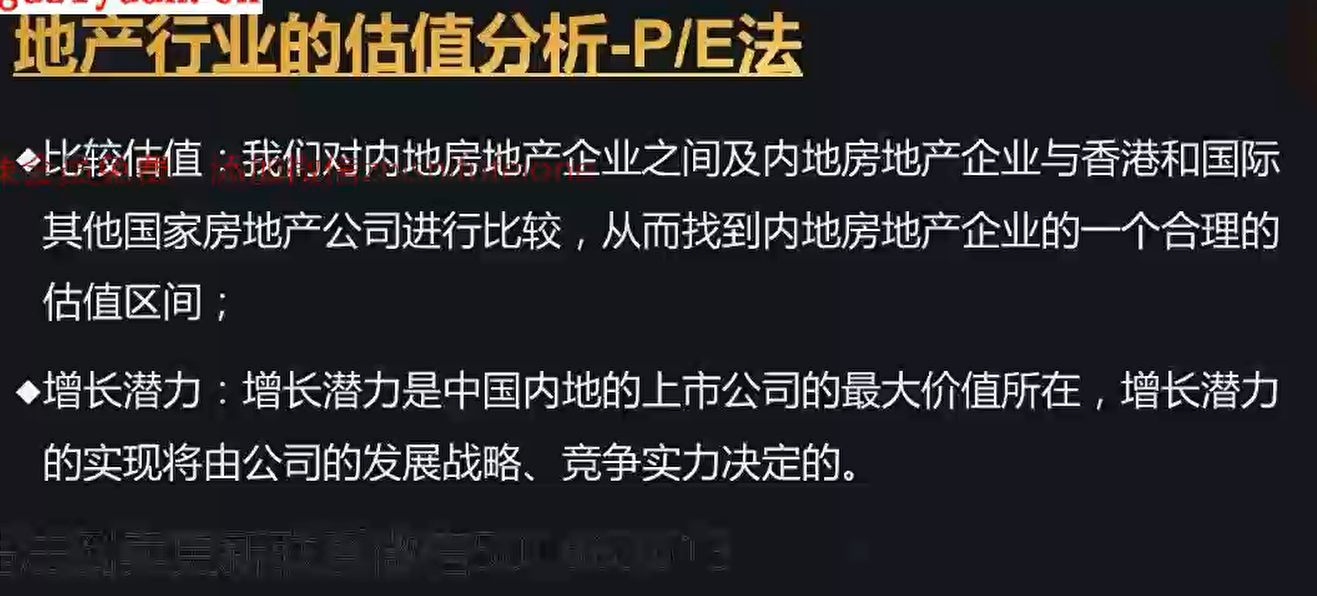 地产行业的估值分析-P/E法
◆比较估值：我们对内地房地产企业之间及内地房地产企业与香港和国际
其他国家房地产公司进行比较，从而找到内地房地产企业的一个合理的
估值区间；
◆增长潜力：增长潜力是中国内地的上市公司的最大价值所在，增长潜力
的实现将由公司的发展战略、竞争实力决定的。